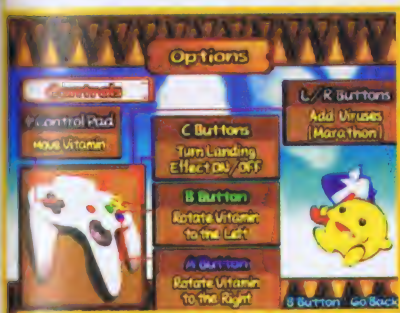 Options
Controls
+Control Pad
Move Vitamin
C Buttons
Turn Landing
Effect ON/OFF
B Button
Rotate Vitamin
to the Left
A Button
Rotate Vitamin
to the Right
L/R Buttons
Add Viruses
(Marathon)
B Button Go Back